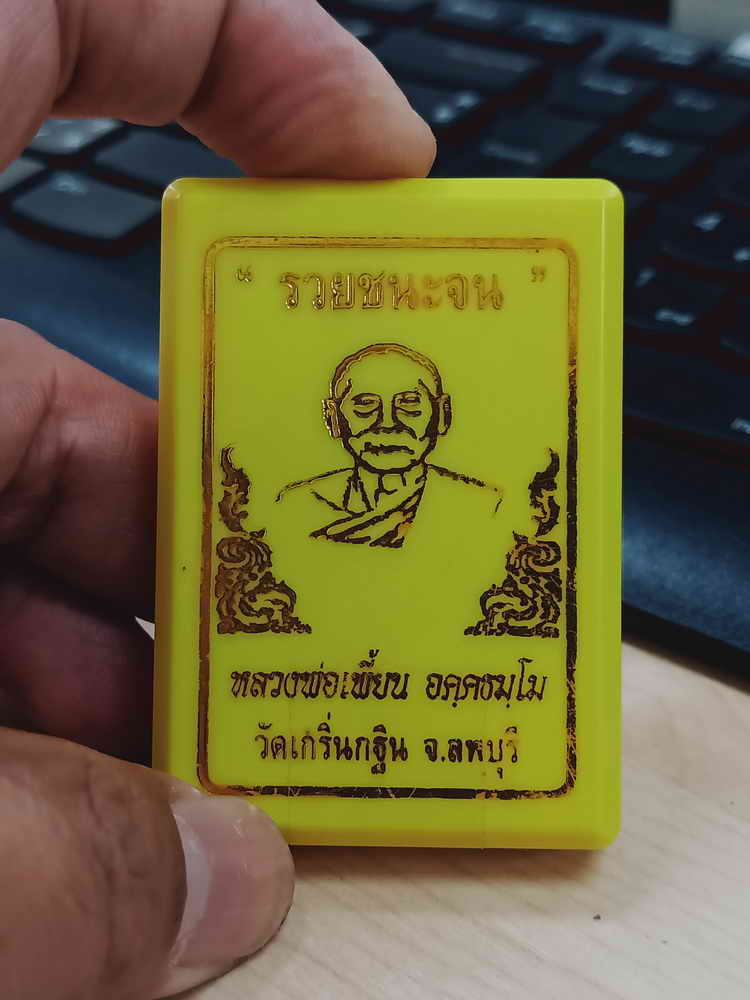 “ รวยชนะจน ”
หลวงพ่อเพี้ยน อคฺคธมฺโม
วัดเกริ่นกฐิน จ.ลพบุรี